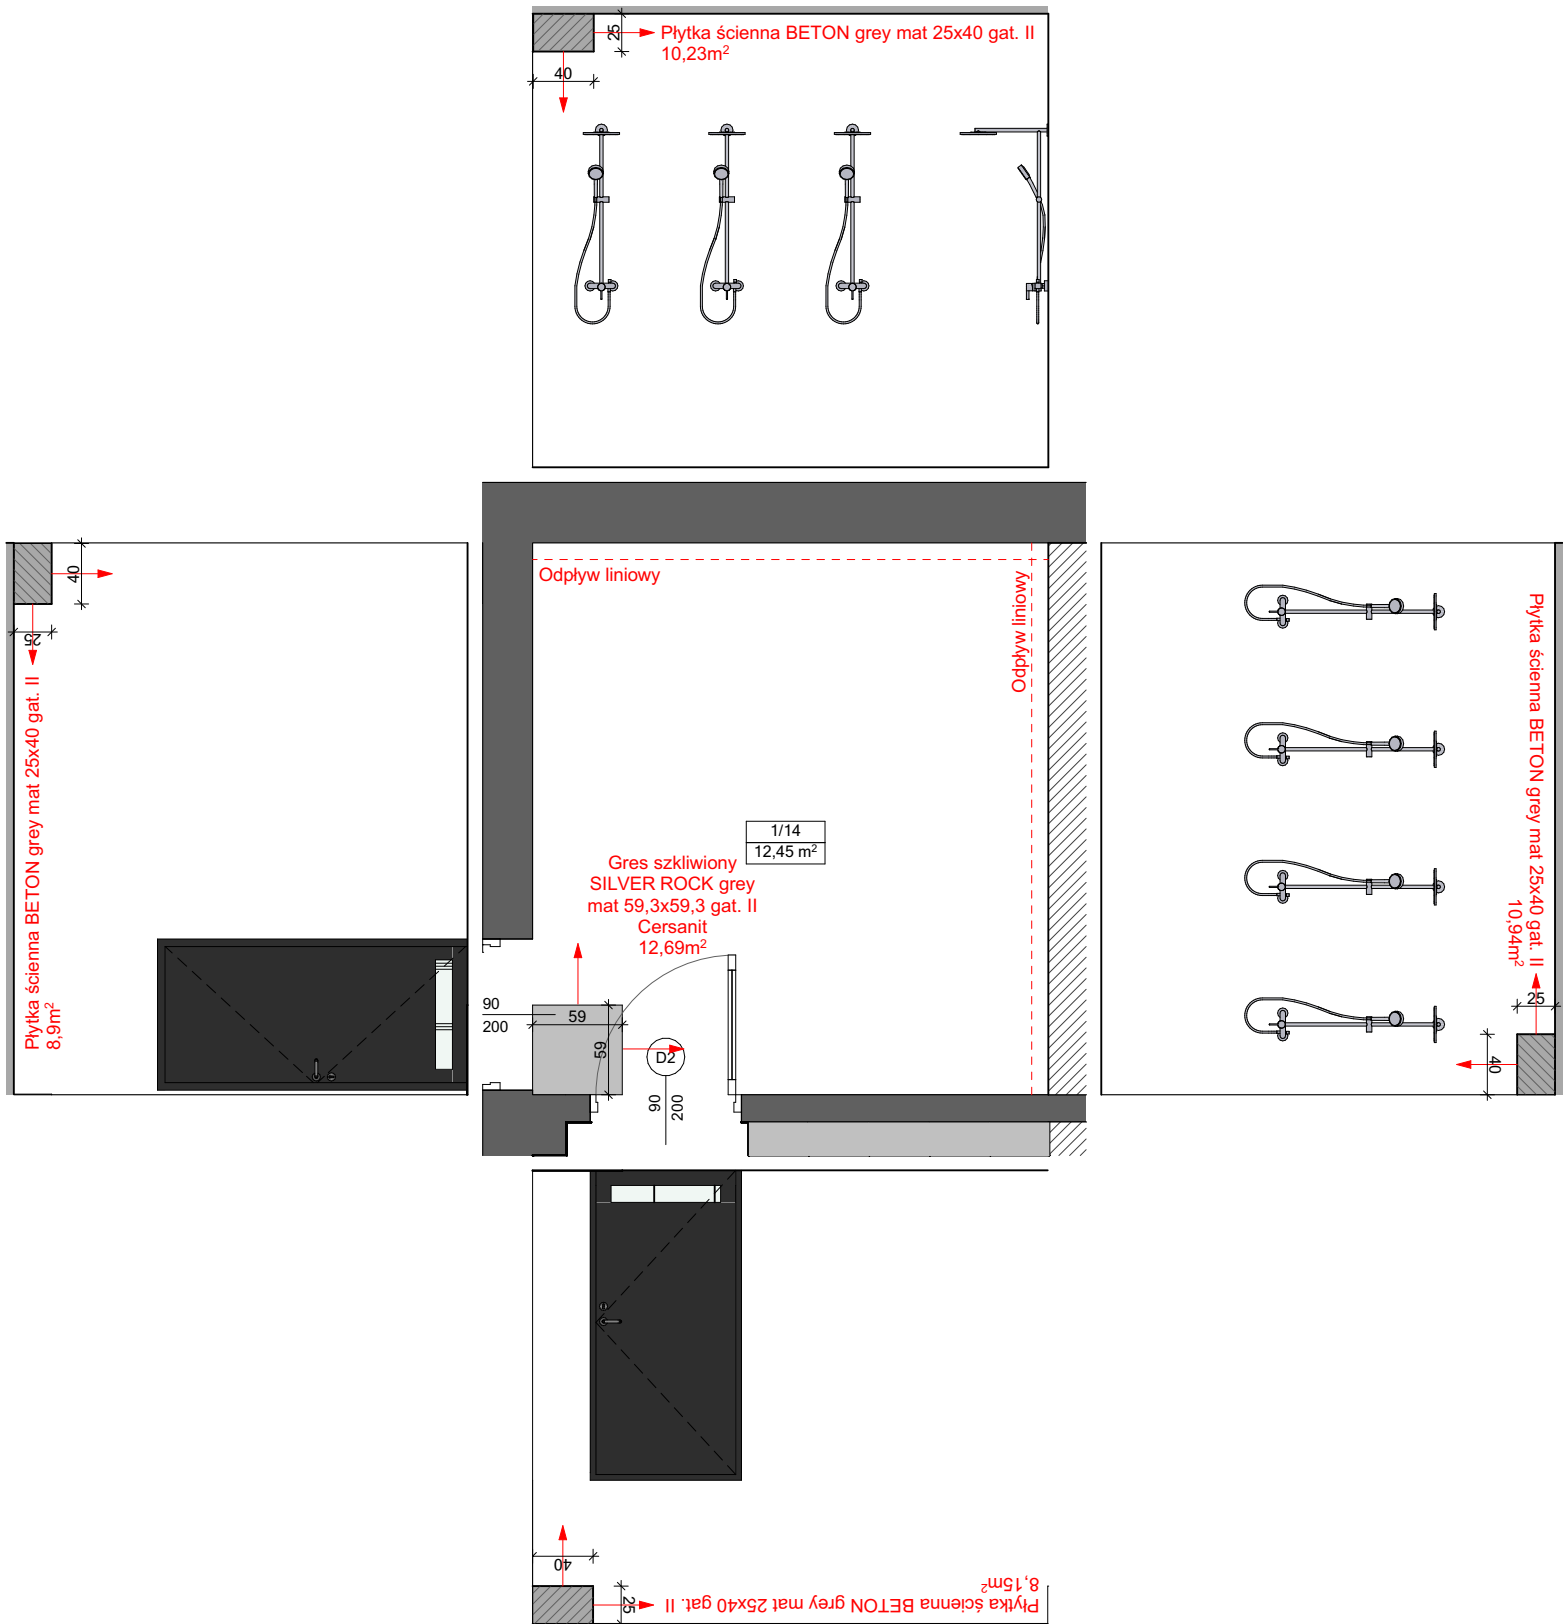 25
Płytka ścienna BETON grey mat 25x40 gat. II
10,23m²
40
40
25
Płytka ścienna BETON grey mat 25x40 gat. II
8,9m²
Odpływ liniowy
Odpływ liniowy
1/14
12,45 m²
Gres szkliwiony
SILVER ROCK grey
mat 59,3x59,3 gat. II
Cersanit
12,69m²
90
200
59
59
D2
90
200
Płytka ścienna BETON grey mat 25x40 gat. II
10,94m²
25
40
40
25
Płytka ścienna BETON grey mat 25x40 gat. II
8,15m²